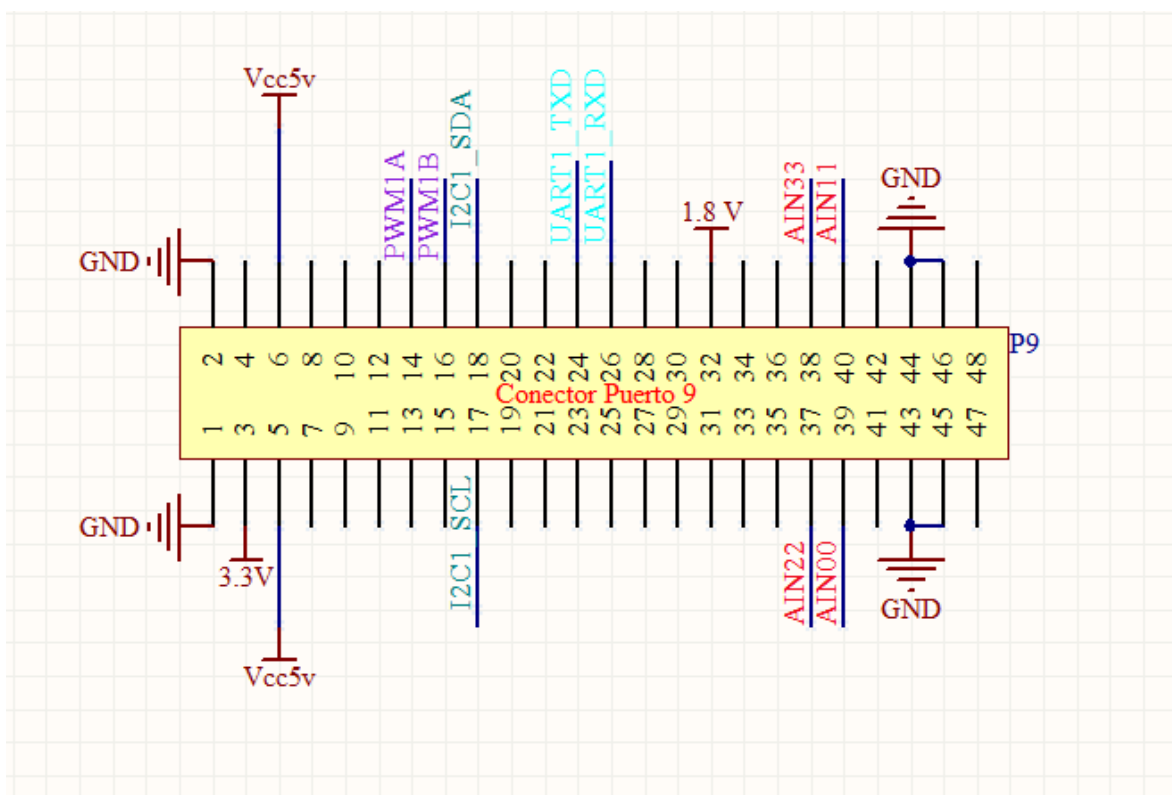 Vcc5v
PWM1A
PWM1B
I2C1_SDA
UART1_TXD
UART1_RXD
1.8 V
AIN33
AIN11
GND
GND
P9
2 4 6 8 10 12 14 16 18 20 22 24 26 28 30 32 34 36 38 40 42 44 46 48
Conector Puerto 9
1 3 5 7 9 11 13 15 17 19 21 23 25 27 29 31 33 35 37 39 41 43 45 47
GND
3.3V
I2C1_SCL
AIN22
AIN00
GND
Vcc5v